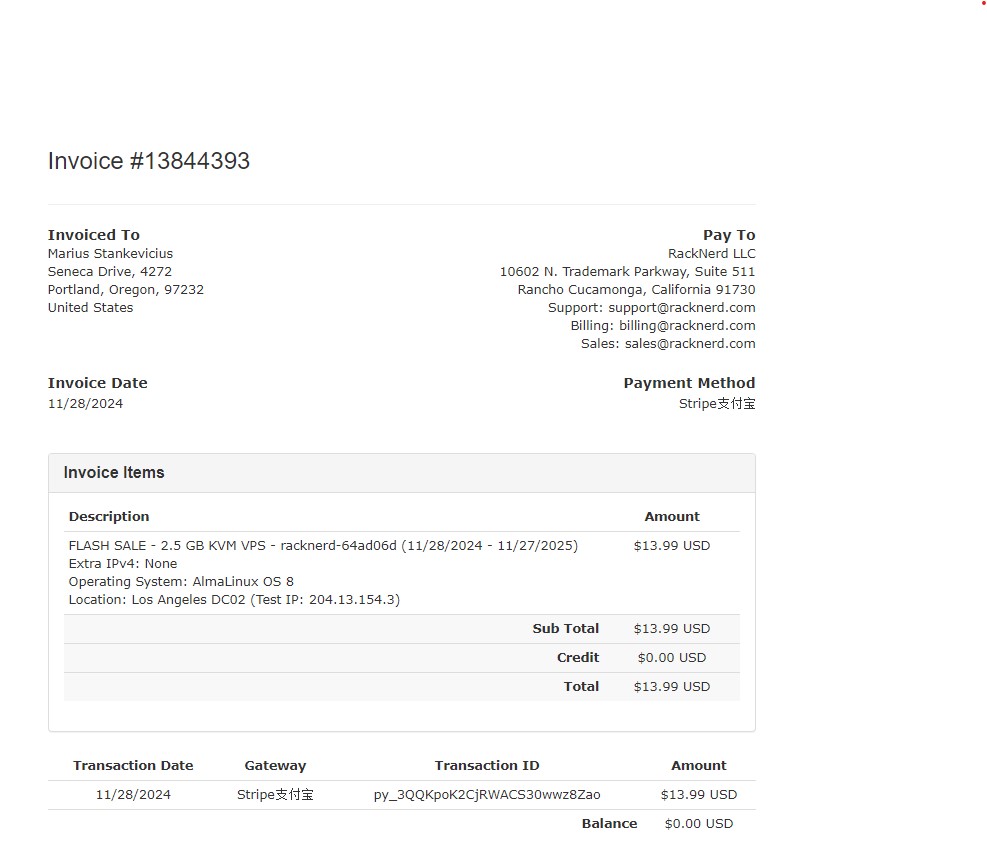 Invoice #13844393
Invoiced To
Marius Stankevicius
Seneca Drive, 4272
Portland, Oregon, 97232
United States
Pay To
RackNerd LLC
10602 N. Trademark Parkway, Suite 511
Rancho Cucamonga, California 91730
Support: support@racknerd.com
Billing: billing@racknerd.com
Sales: sales@racknerd.com
Invoice Date
11/28/2024
Payment Method
Stripe支付宝
Invoice Items
Description Amount
FLASH SALE - 2.5 GB KVM VPS - racknerd-64ad06d (11/28/2024 - 11/27/2025) $13.99 USD
Extra IPv4: None
Operating System: AlmaLinux OS 8
Location: Los Angeles DC02 (Test IP: 204.13.154.3)
Sub Total $13.99 USD
Credit $0.00 USD
Total $13.99 USD
Transaction Date Gateway Transaction ID Amount
11/28/2024 Stripe支付宝 py_3QQKpoK2CjRWACS30wwz8Zao $13.99 USD
Balance $0.00 USD